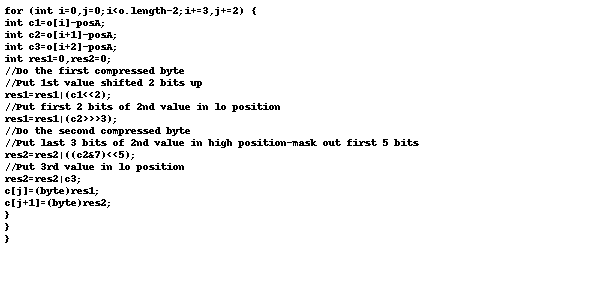 for (int i=0,j=0;i<o.length-2;i+=3,j+=2) {
int c1=o[i]-posA;
int c2=o[i+1]-posA;
int c3=o[i+2]-posA;
int res1=0,res2=0;
//Do the first compressed byte
//Put 1st value shifted 2 bits up
res1=res1|(c1<<2);
//Put first 2 bits of 2nd value in lo position
res1=res1|(c2>>>3);
//Do the second compressed byte
//Put last 3 bits of 2nd value in high position-mask out first 5 bits
res2=res2|((c2&7)<<5);
//Put 3rd value in lo position
res2=res2|c3;
c[j]=(byte)res1;
c[j+1]=(byte)res2;
}
}
}